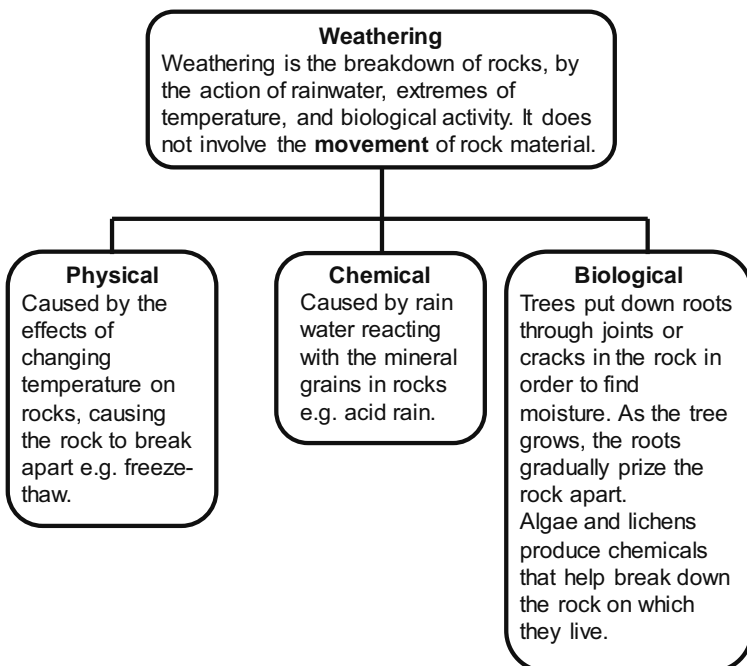 Weathering
Weathering is the breakdown of rocks, by
the action of rainwater, extremes of
temperature, and biological activity. It does
not involve the movement of rock material.
Physical
Caused by the
effects of
changing
temperature on
rocks, causing
the rock to break
apart e.g. freeze-
thaw.
Chemical
Caused by rain
water reacting
with the mineral
grains in rocks
e.g. acid rain.
Biological
Trees put down roots
through joints or
cracks in the rock in
order to find
moisture. As the tree
grows, the roots
gradually prize the
rock apart.
Algae and lichens
produce chemicals
that help break down
the rock on which
they live.